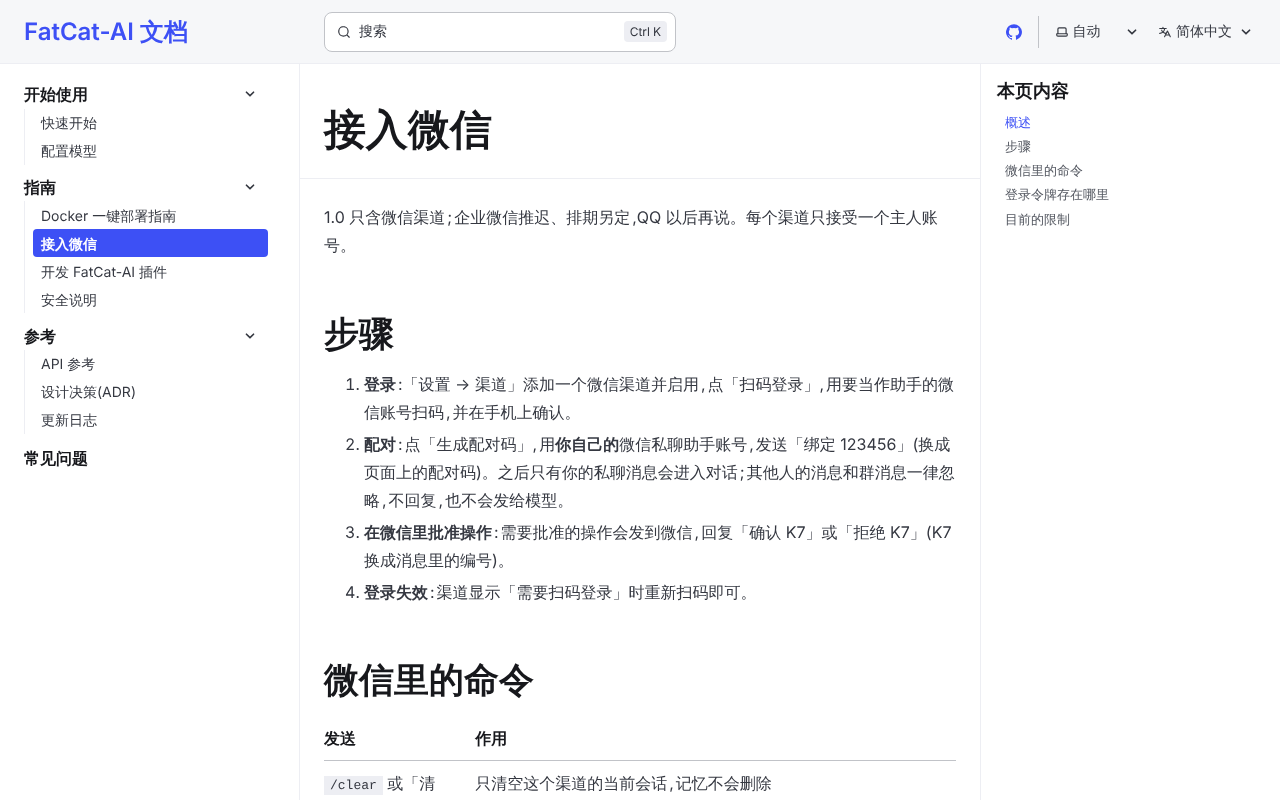 FatCat-AI 文档
搜索
Ctrl K
自动
简体中文
开始使用
快速开始
配置模型
指南
Docker 一键部署指南
接入微信
开发 FatCat-AI 插件
安全说明
参考
API 参考
设计决策(ADR)
更新日志
常见问题
接入微信
1.0 只含微信渠道;企业微信推迟、排期另定,QQ 以后再说。每个渠道只接受一个主人账
号。
步骤
1. 登录:「设置 → 渠道」添加一个微信渠道并启用,点「扫码登录」,用要当作助手的微
信账号扫码,并在手机上确认。
2. 配对:点「生成配对码」,用你自己的微信私聊助手账号,发送「绑定 123456」(换成
页面上的配对码)。之后只有你的私聊消息会进入对话;其他人的消息和群消息一律忽
略,不回复,也不会发给模型。
3. 在微信里批准操作:需要批准的操作会发到微信,回复「确认 K7」或「拒绝 K7」(K7
换成消息里的编号)。
4. 登录失效:渠道显示「需要扫码登录」时重新扫码即可。
微信里的命令
发送 作用
/clear 或「清 只清空这个渠道的当前会话,记忆不会删除
本页内容
概述
步骤
微信里的命令
登录令牌存在哪里
目前的限制